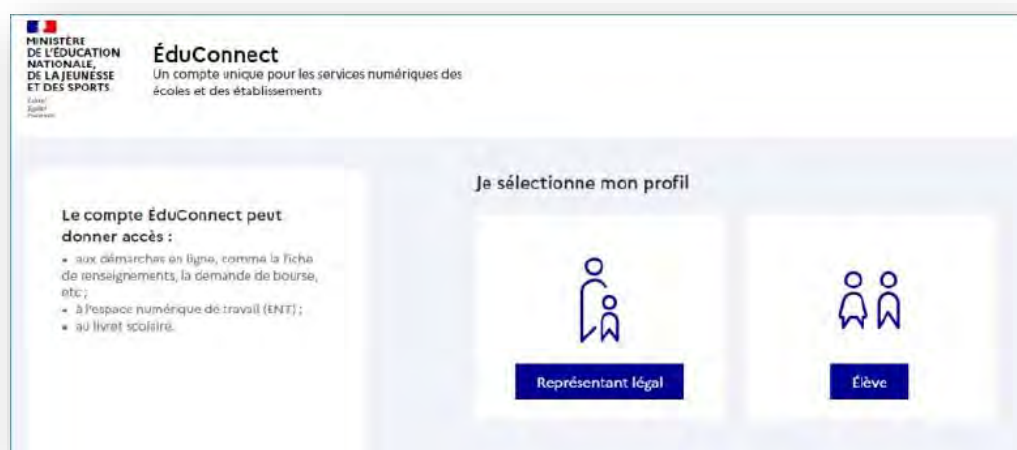 MINISTÈRE
DE L'ÉDUCATION
NATIONALE,
DE LA JEUNESSE
ET DES SPORTS
Liberté
Égalité
Fraternité
ÉduConnect
Un compte unique pour les services numériques des
écoles et des établissements
Le compte ÉduConnect peut
donner accès :
• aux démarches en ligne, comme la fiche
de renseignements, la demande de bourse,
etc ;
• à l'espace numérique de travail (ENT) ;
• au livret scolaire.
Je sélectionne mon profil
Représentant légal
Élève